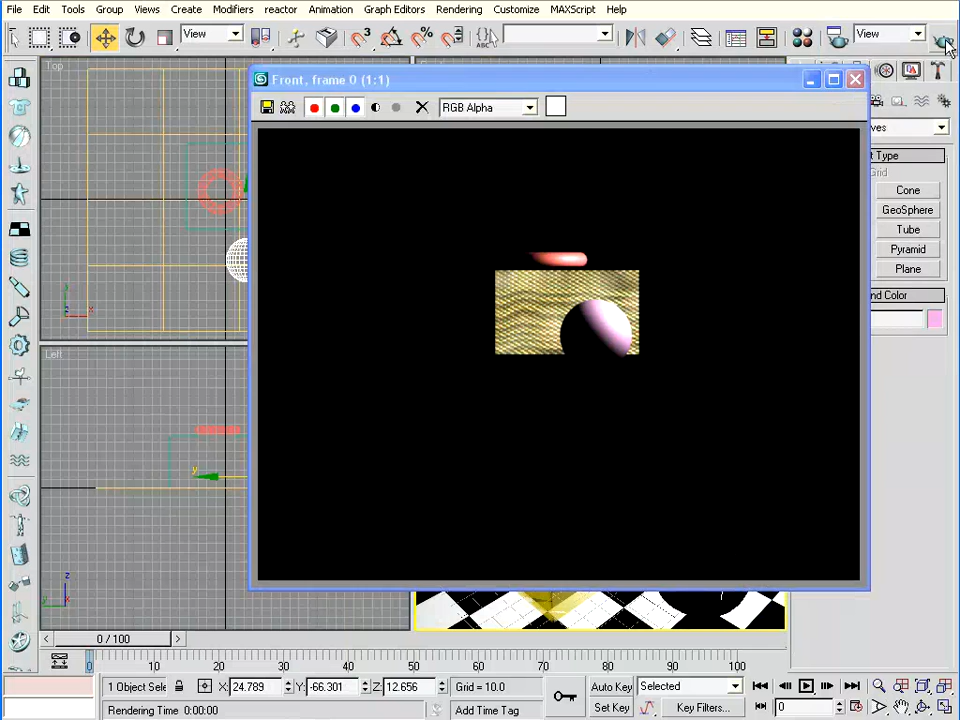 File Edit Tools Group Views Create Modifiers reactor Animation Graph Editors Rendering Customize MAXScript Help
View View
Top
Front, frame 0 (1:1)
RGB Alpha
ves
t Type
Grid
Cone
GeoSphere
Tube
Pyramid
Plane
nd Color
Left
x
y
z
0 / 100
0 10 20 30 40 50 60 70 80 90 100
1 Object Sele X: 24.789 Y: -66.301 Z: 12.656 Grid = 10.0 Auto Key Selected
Rendering Time 0:00:00 Add Time Tag Set Key Key Filters... 0